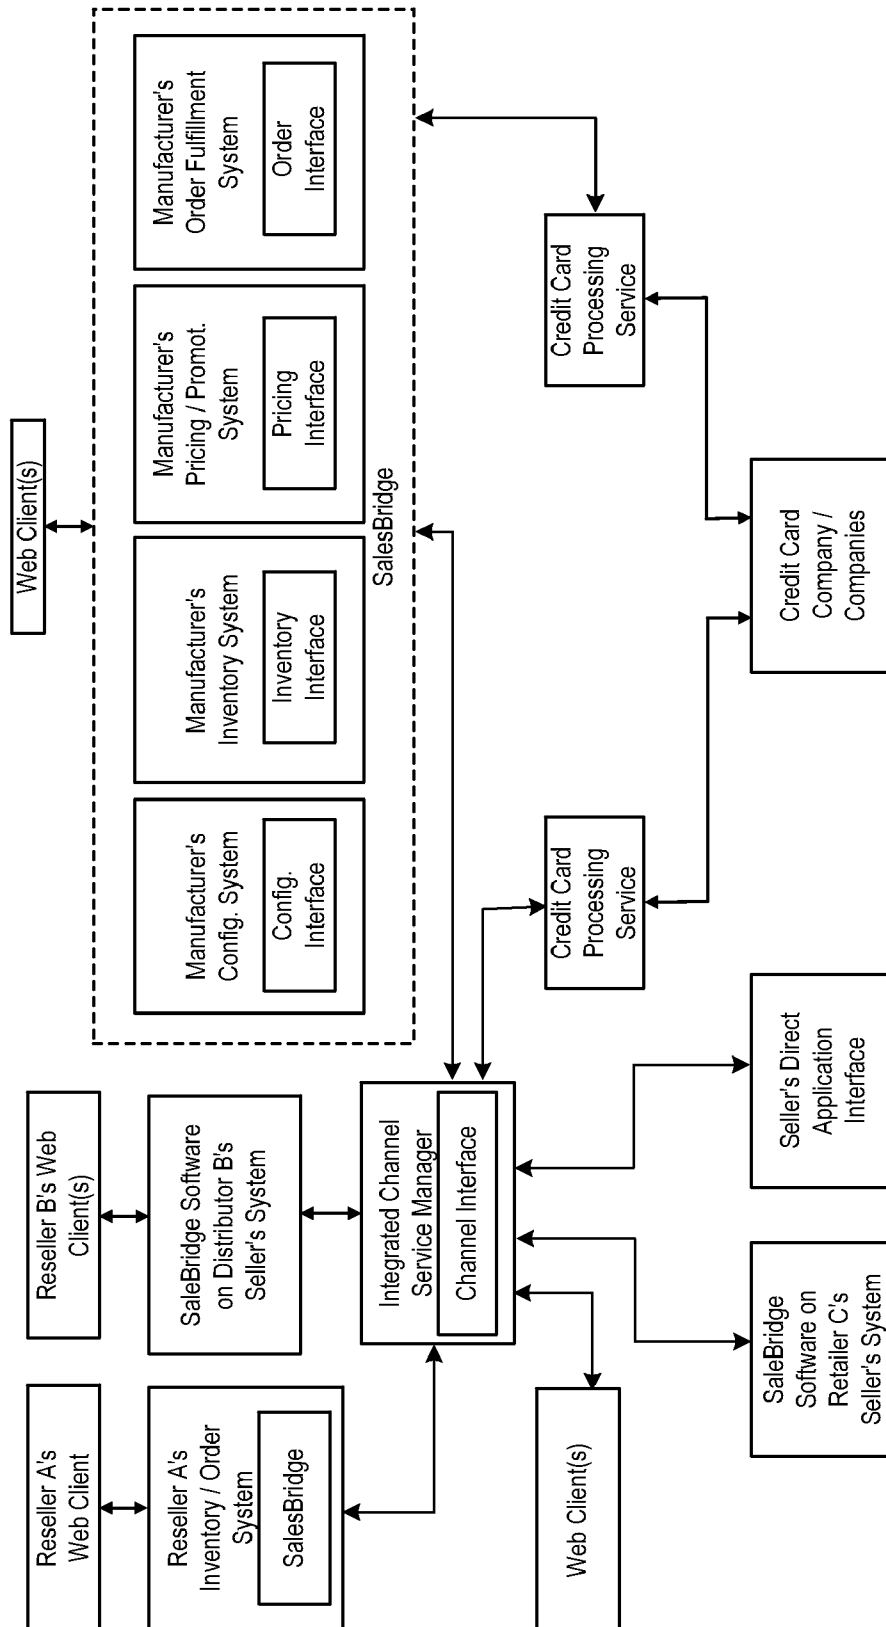 Reseller A's
Web Client
Reseller B's Web
Client(s)
Web Client(s)
Reseller A's
Inventory / Order
System
SalesBridge
SaleBridge Software
on Distributor B's
Seller's System
Manufacturer's
Config. System
Config.
Interface
Manufacturer's
Inventory System
Inventory
Interface
Manufacturer's
Pricing / Promot.
System
Pricing
Interface
Manufacturer's
Order Fulfillment
System
Order
Interface
SalesBridge
Integrated Channel
Service Manager
Channel Interface
Web Client(s)
Credit Card
Processing
Service
Credit Card
Processing
Service
SaleBridge
Software on
Retailer C's
Seller's System
Seller's Direct
Application
Interface
Credit Card
Company /
Companies